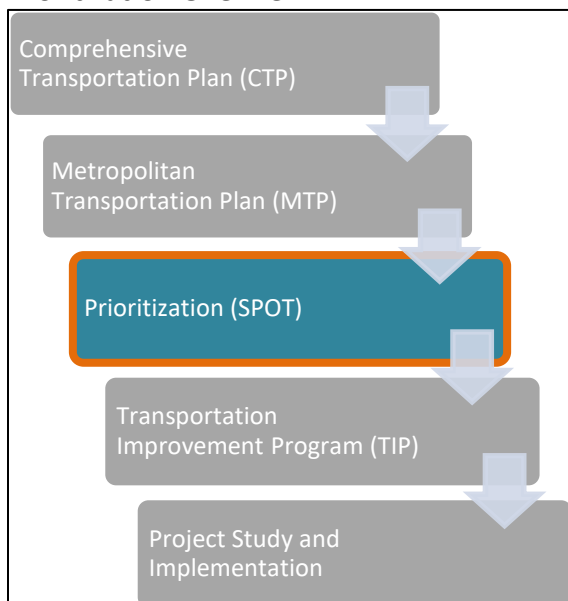 Comprehensive
Transportation Plan (CTP)
Metropolitan
Transportation Plan (MTP)
Prioritization (SPOT)
Transportation
Improvement Program (TIP)
Project Study and
Implementation